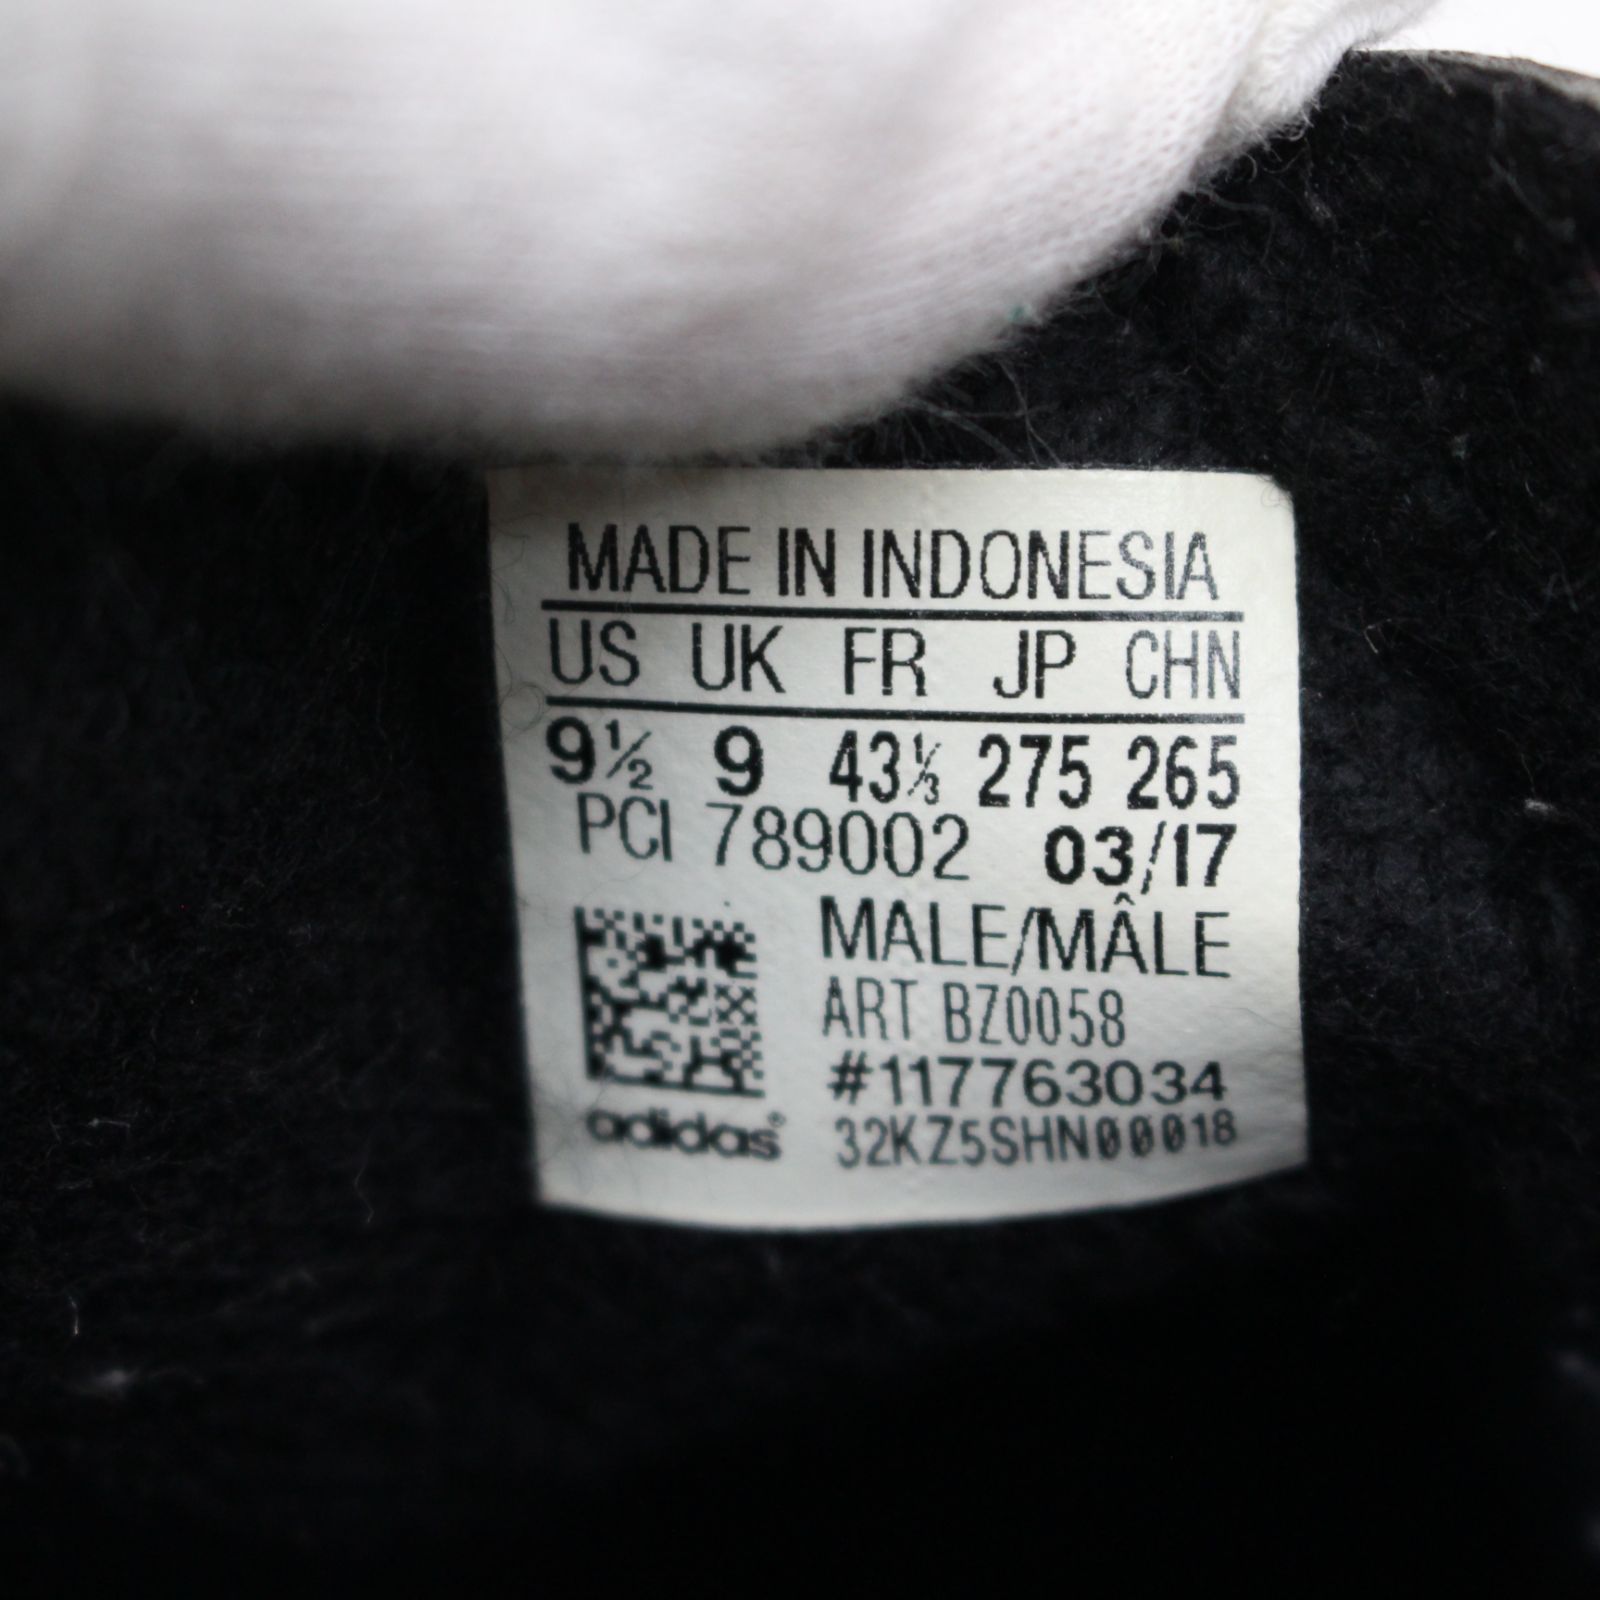 MADE IN INDONESIA
US UK FR JP CHN
9½ 9 43⅓ 275 265
PCI 789002 03/17
MALE/MÂLE
ART BZ0058
#117763034
adidas® 32KZ5SHN00018